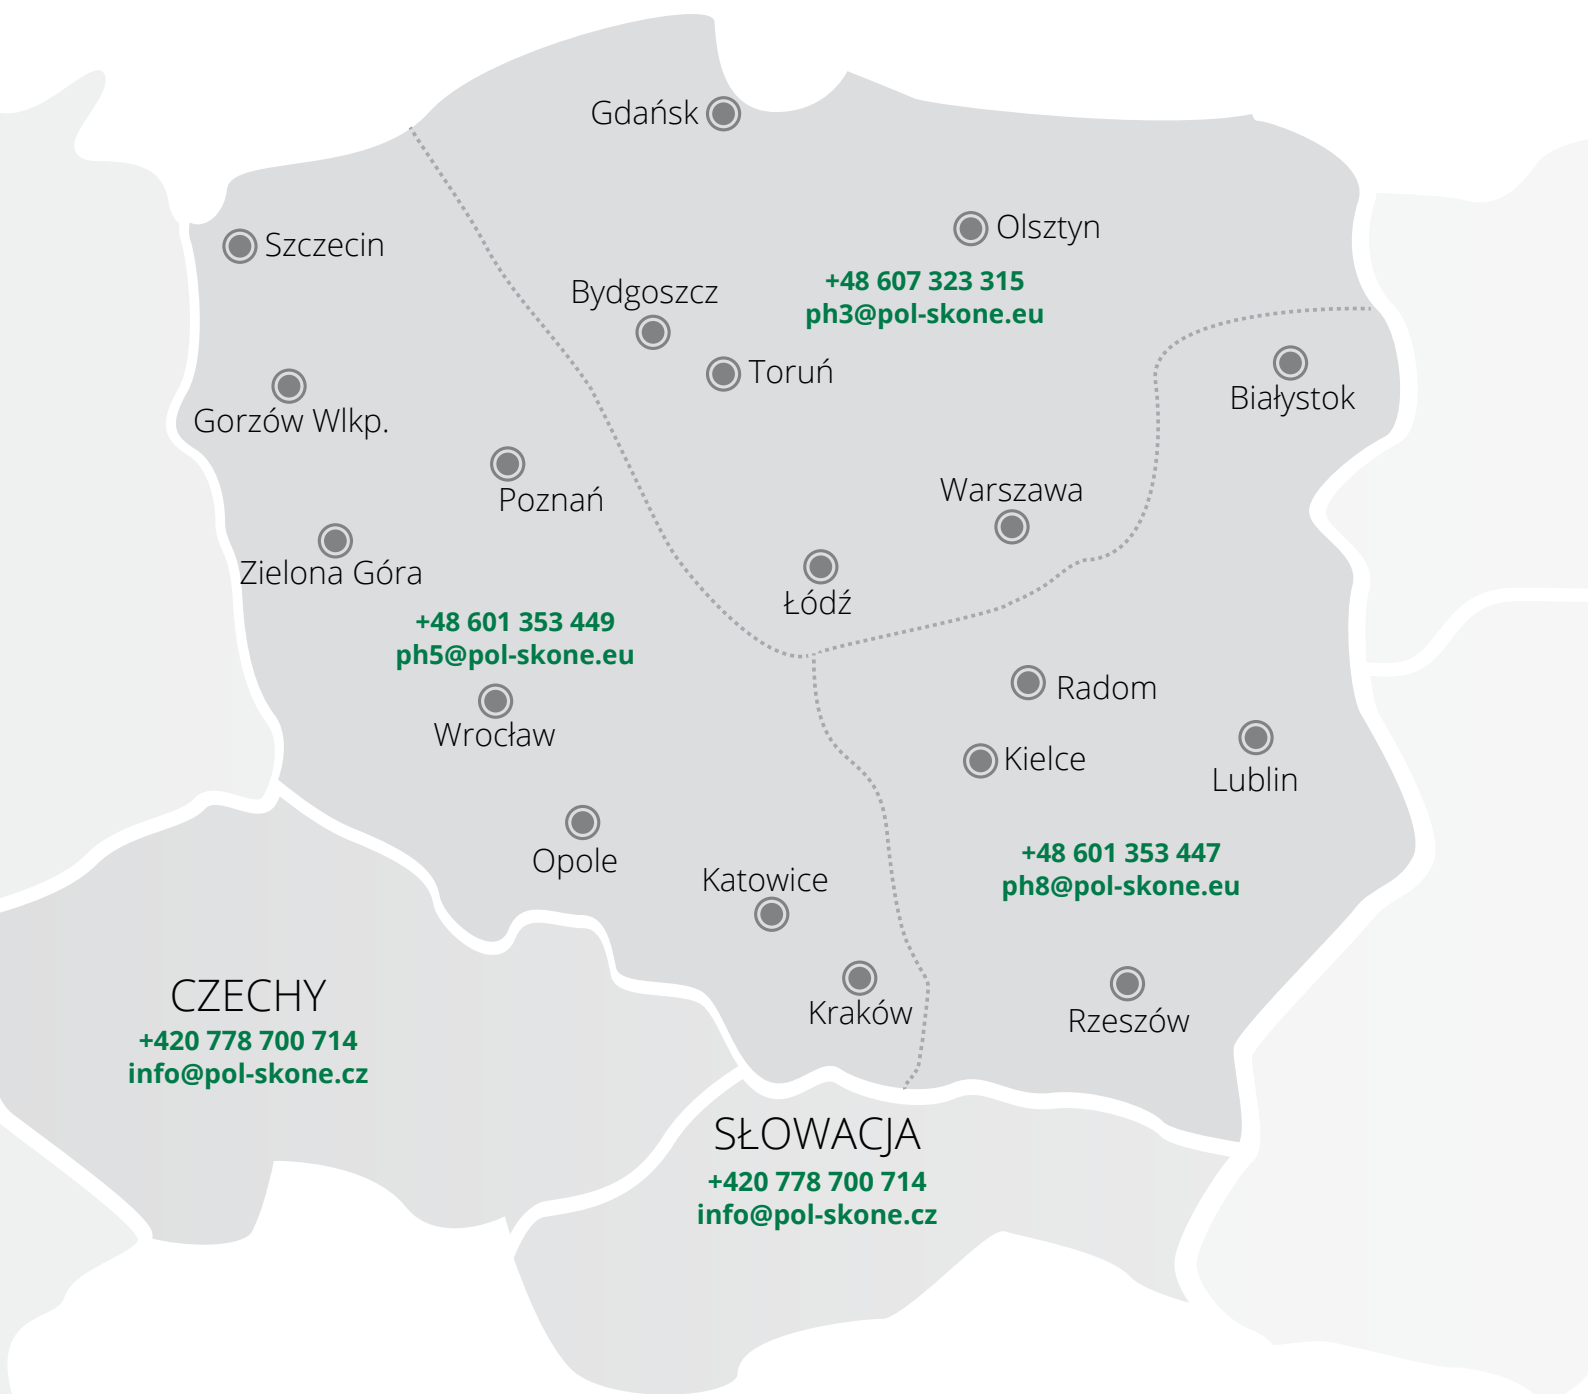 Gdańsk
Olsztyn
Szczecin
+48 607 323 315
ph3@pol-skone.eu
Bydgoszcz
Toruń
Białystok
Gorzów Wlkp.
Poznań
Warszawa
Zielona Góra
Łódź
+48 601 353 449
ph5@pol-skone.eu
Radom
Wrocław
Kielce
Lublin
Opole
+48 601 353 447
ph8@pol-skone.eu
Katowice
Kraków
Rzeszów
CZECHY
+420 778 700 714
info@pol-skone.cz
SŁOWACJA
+420 778 700 714
info@pol-skone.cz